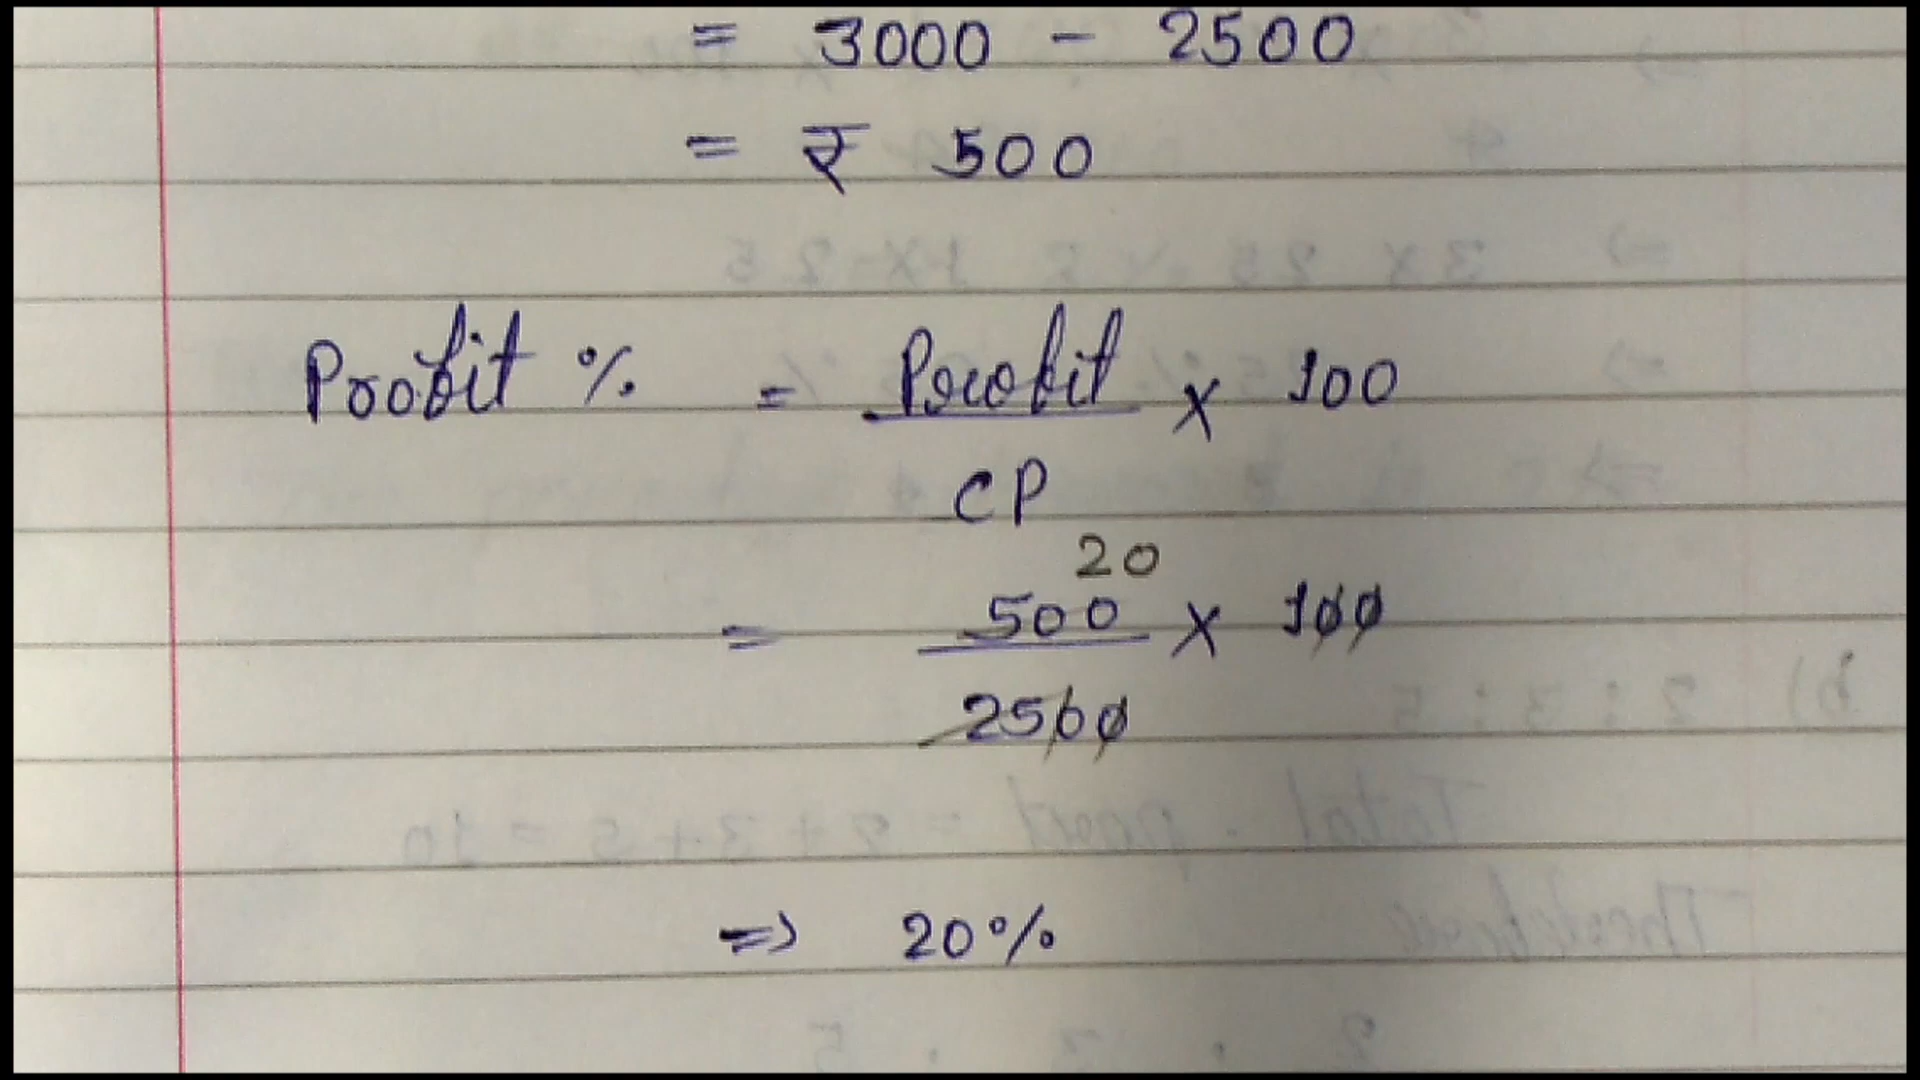 = 3000 - 2500
= ₹ 500
Profit % = Profit × 100
CP
20
= 500 × 100
2500
=> 20%